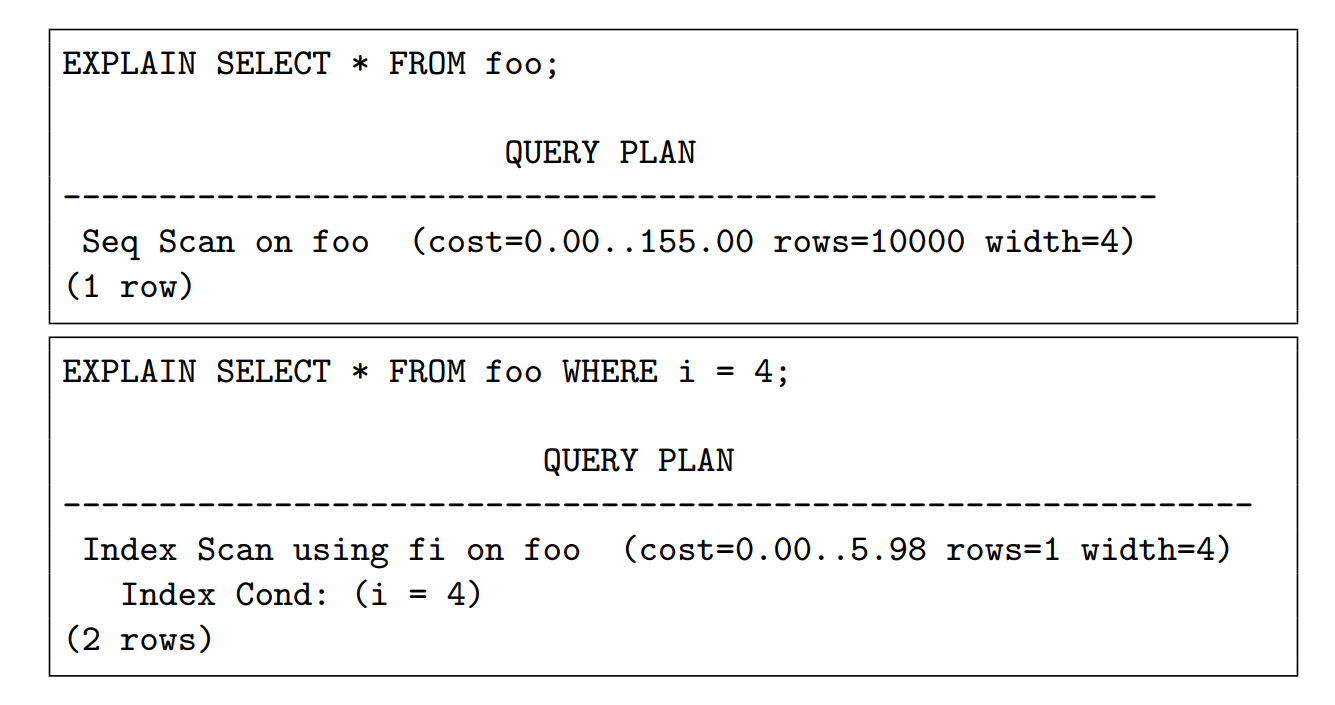 EXPLAIN SELECT * FROM foo;
QUERY PLAN
---------------------------------------------------------
Seq Scan on foo (cost=0.00..155.00 rows=10000 width=4)
(1 row)
EXPLAIN SELECT * FROM foo WHERE i = 4;
QUERY PLAN
--------------------------------------------------------------
Index Scan using fi on foo (cost=0.00..5.98 rows=1 width=4)
Index Cond: (i = 4)
(2 rows)